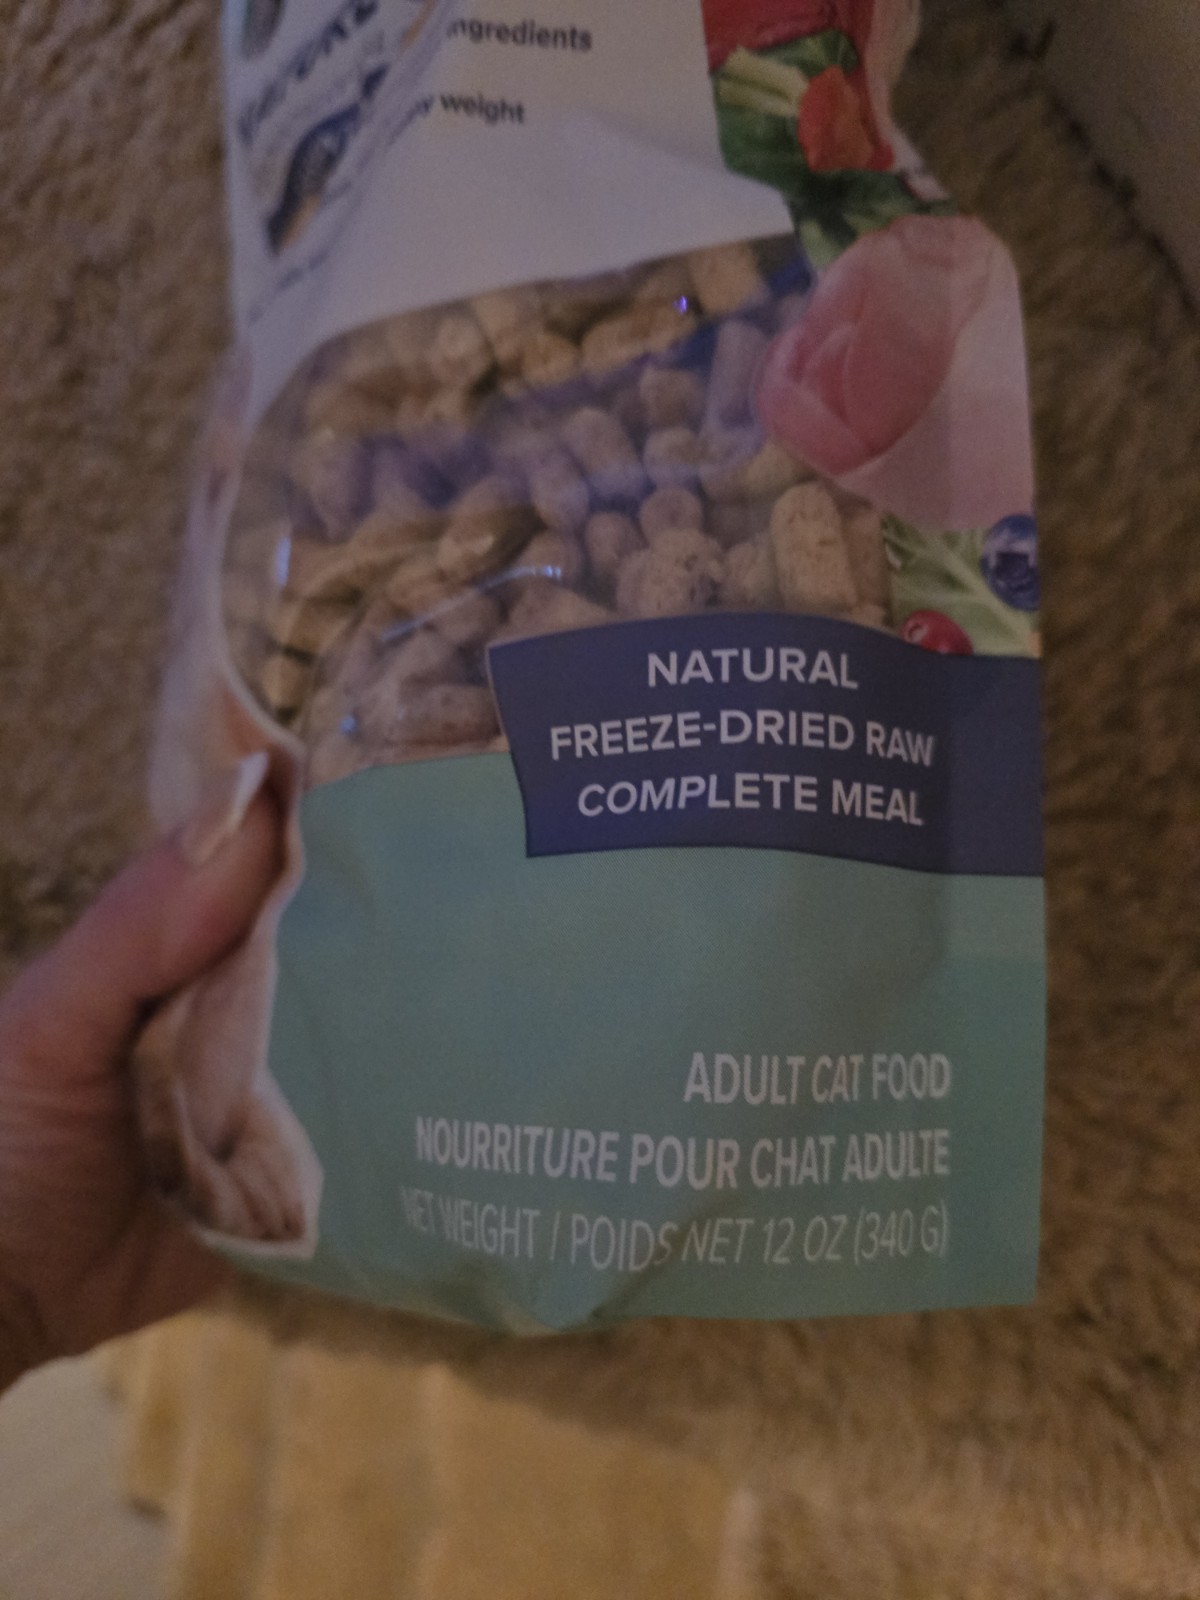 ingredients
weight
NATURAL
FREEZE-DRIED RAW
COMPLETE MEAL
ADULT CAT FOOD
NOURRITURE POUR CHAT ADULTE
NET WEIGHT / POIDS NET 12 OZ (340 G)